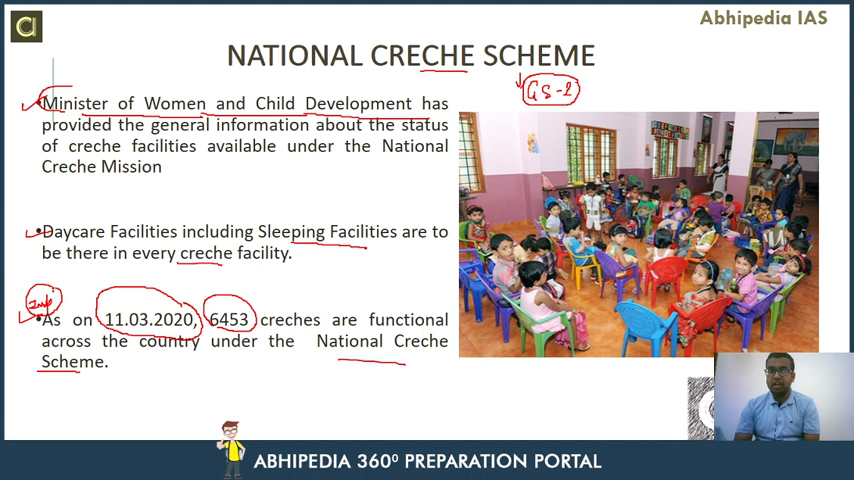 Abhipedia IAS
NATIONAL CRECHE SCHEME
GS-2
•Minister of Women and Child Development has
provided the general information about the status
of creche facilities available under the National
Creche Mission
•Daycare Facilities including Sleeping Facilities are to
be there in every creche facility.
Imp
•As on 11.03.2020, 6453 creches are functional
across the country under the National Creche
Scheme.
ABHIPEDIA 360⁰ PREPARATION PORTAL